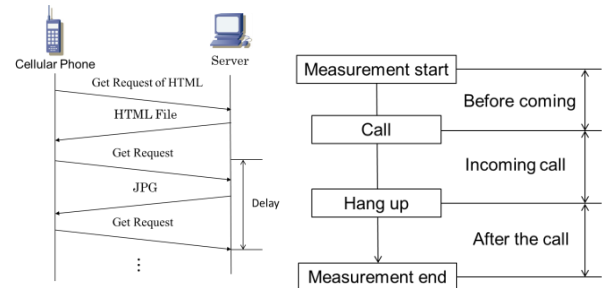 Cellular Phone
Server
Get Request of HTML
HTML File
Get Request
JPG
Get Request
Delay
Measurement start
Before coming
Call
Incoming call
Hang up
After the call
Measurement end